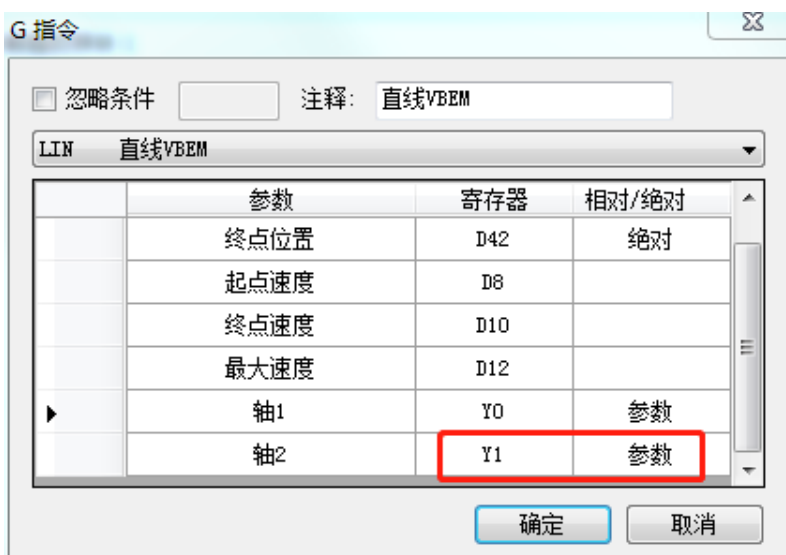 G 指令
忽略条件 注释: 直线VBEM
LIN 直线VBEM
参数 寄存器 相对/绝对
终点位置 D42 绝对
起点速度 D8
终点速度 D10
最大速度 D12
轴1 Y0 参数
轴2 Y1 参数
确定 取消